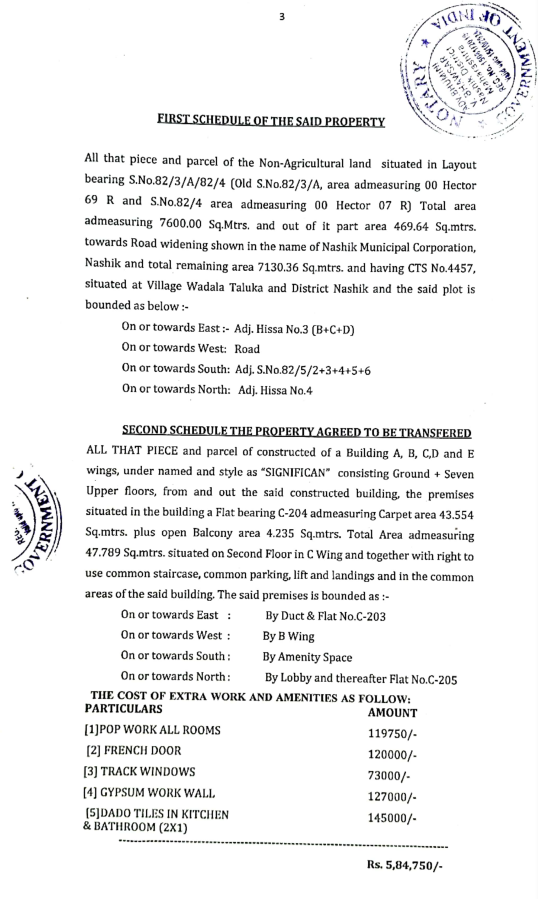 3
NOTARY
GOVERNMENT OF INDIA
ADV BHUMIKA
V. BHAWSAR
Nashik District
Maharashtra
FIRST SCHEDULE OF THE SAID PROPERTY
All that piece and parcel of the Non-Agricultural land situated in Layout
bearing S.No.82/3/A/82/4 (Old S.No.82/3/A, area admeasuring 00 Hector
69 R and S.No.82/4 area admeasuring 00 Hector 07 R) Total area
admeasuring 7600.00 Sq.Mtrs. and out of it part area 469.64 Sq.mtrs.
towards Road widening shown in the name of Nashik Municipal Corporation,
Nashik and total remaining area 7130.36 Sq.mtrs. and having CTS No.4457,
situated at Village Wadala Taluka and District Nashik and the said plot is
bounded as below :-
On or towards East :- Adj. Hissa No.3 (B+C+D)
On or towards West: Road
On or towards South: Adj. S.No.82/5/2+3+4+5+6
On or towards North: Adj. Hissa No.4
SECOND SCHEDULE THE PROPERTY AGREED TO BE TRANSFERED
ALL THAT PIECE and parcel of constructed of a Building A, B, C,D and E
wings, under named and style as "SIGNIFICAN" consisting Ground + Seven
Upper floors, from and out the said constructed building, the premises
situated in the building a Flat bearing C-204 admeasuring Carpet area 43.554
Sq.mtrs. plus open Balcony area 4.235 Sq.mtrs. Total Area admeasuring
47.789 Sq.mtrs. situated on Second Floor in C Wing and together with right to
use common staircase, common parking, lift and landings and in the common
areas of the said building. The said premises is bounded as :-
On or towards East : By Duct & Flat No.C-203
On or towards West : By B Wing
On or towards South : By Amenity Space
On or towards North : By Lobby and thereafter Flat No.C-205
THE COST OF EXTRA WORK AND AMENITIES AS FOLLOW:
PARTICULARS AMOUNT
[1]POP WORK ALL ROOMS 119750/-
[2] FRENCH DOOR 120000/-
[3] TRACK WINDOWS 73000/-
[4] GYPSUM WORK WALL 127000/-
[5]DADO TILES IN KITCHEN 145000/-
& BATHROOM (2X1)
Rs. 5,84,750/-
GOVERNMENT
REG.